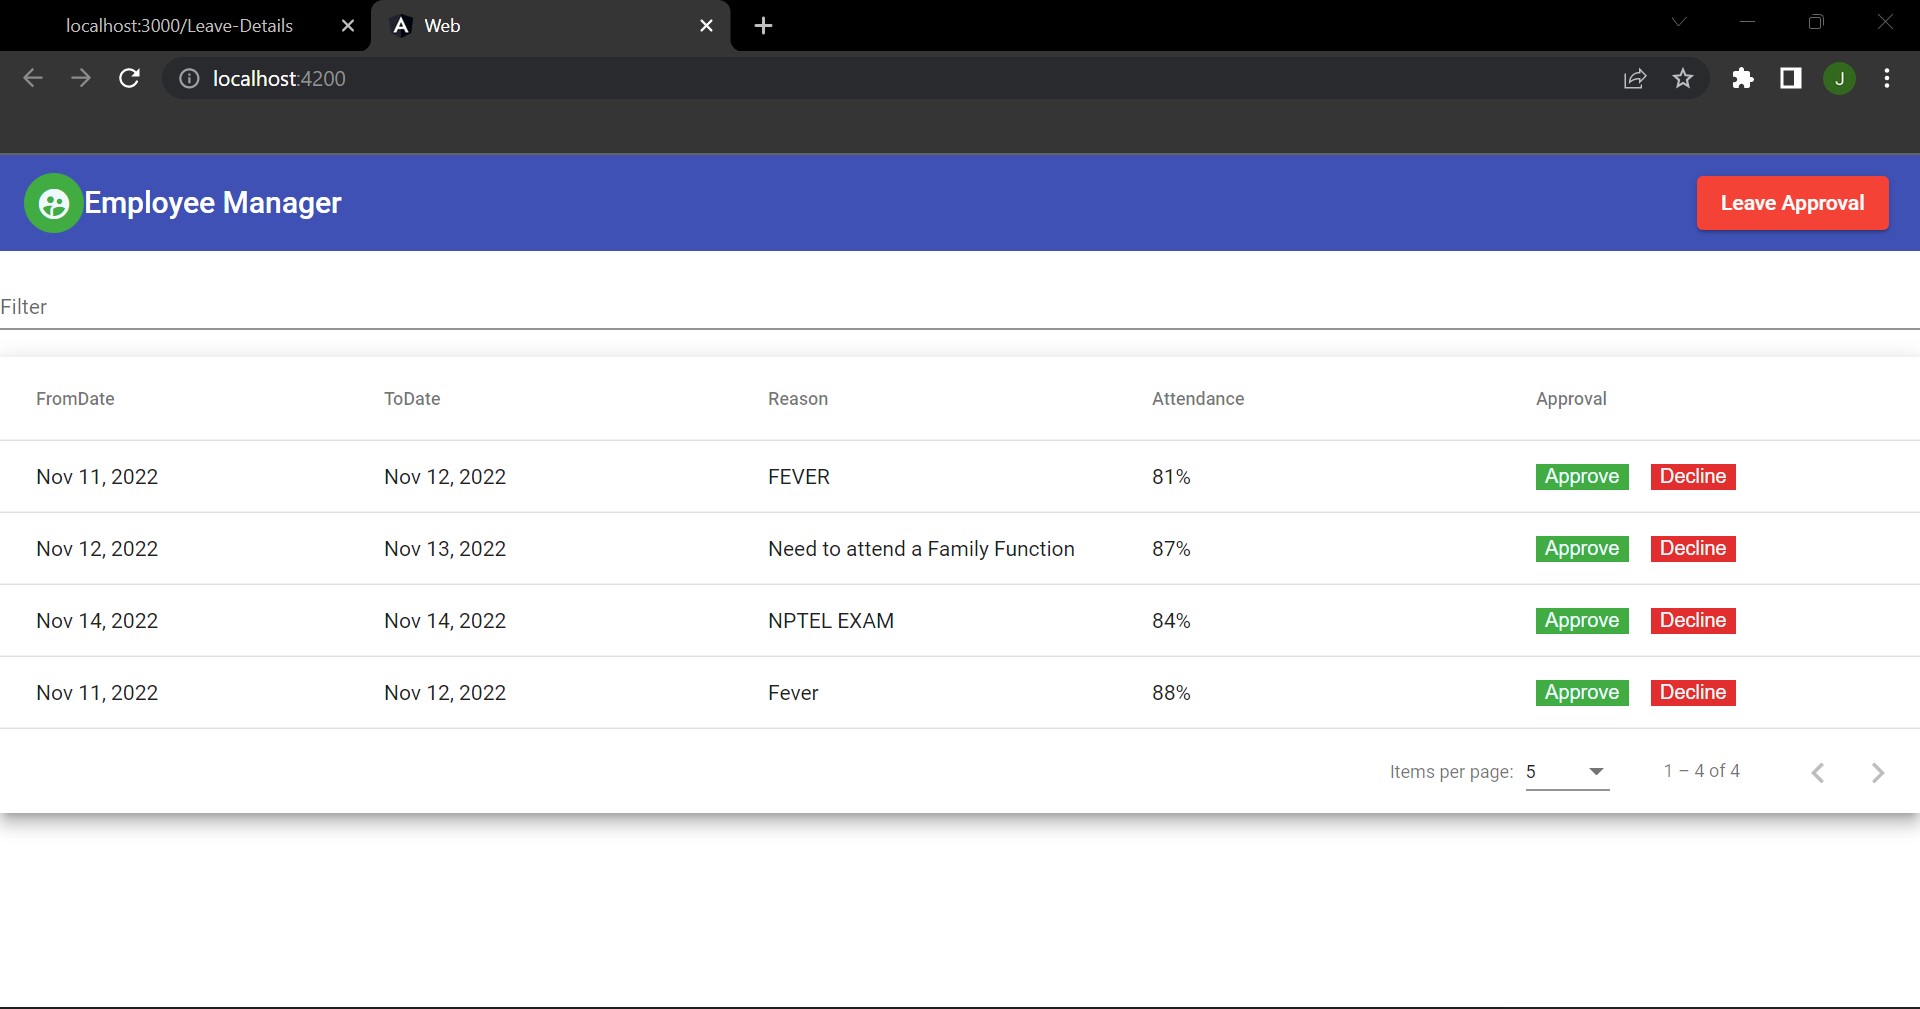 localhost:3000/Leave-Details
Web
localhost:4200
J
Employee Manager
Leave Approval
Filter
FromDate ToDate Reason Attendance Approval
Nov 11, 2022 Nov 12, 2022 FEVER 81% Approve Decline
Nov 12, 2022 Nov 13, 2022 Need to attend a Family Function 87% Approve Decline
Nov 14, 2022 Nov 14, 2022 NPTEL EXAM 84% Approve Decline
Nov 11, 2022 Nov 12, 2022 Fever 88% Approve Decline
Items per page: 5 1 – 4 of 4